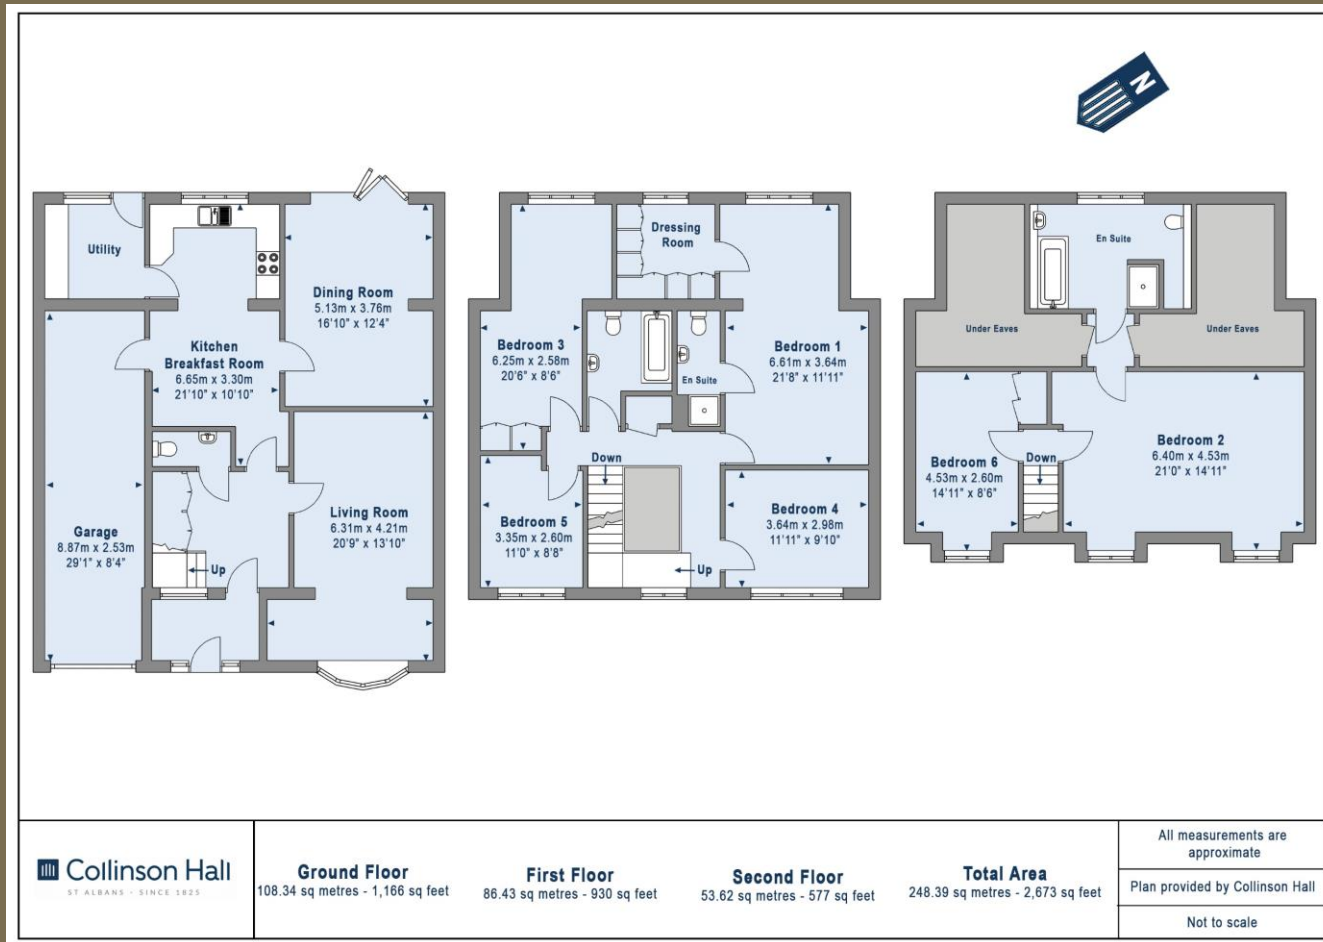 N
Utility
Kitchen
Breakfast Room
6.65m x 3.30m
21'10" x 10'10"
Dining Room
5.13m x 3.76m
16'10" x 12'4"
Garage
8.87m x 2.53m
29'1" x 8'4"
Up
Living Room
6.31m x 4.21m
20'9" x 13'10"
Dressing
Room
Bedroom 3
6.25m x 2.58m
20'6" x 8'6"
En Suite
Bedroom 1
6.61m x 3.64m
21'8" x 11'11"
Down
Bedroom 5
3.35m x 2.60m
11'0" x 8'8"
Up
Bedroom 4
3.64m x 2.98m
11'11" x 9'10"
En Suite
Under Eaves
Under Eaves
Bedroom 6
4.53m x 2.60m
14'11" x 8'6"
Down
Bedroom 2
6.40m x 4.53m
21'0" x 14'11"
Collinson Hall
ST ALBANS - SINCE 1825
Ground Floor
108.34 sq metres - 1,166 sq feet
First Floor
86.43 sq metres - 930 sq feet
Second Floor
53.62 sq metres - 577 sq feet
Total Area
248.39 sq metres - 2,673 sq feet
All measurements are
approximate
Plan provided by Collinson Hall
Not to scale